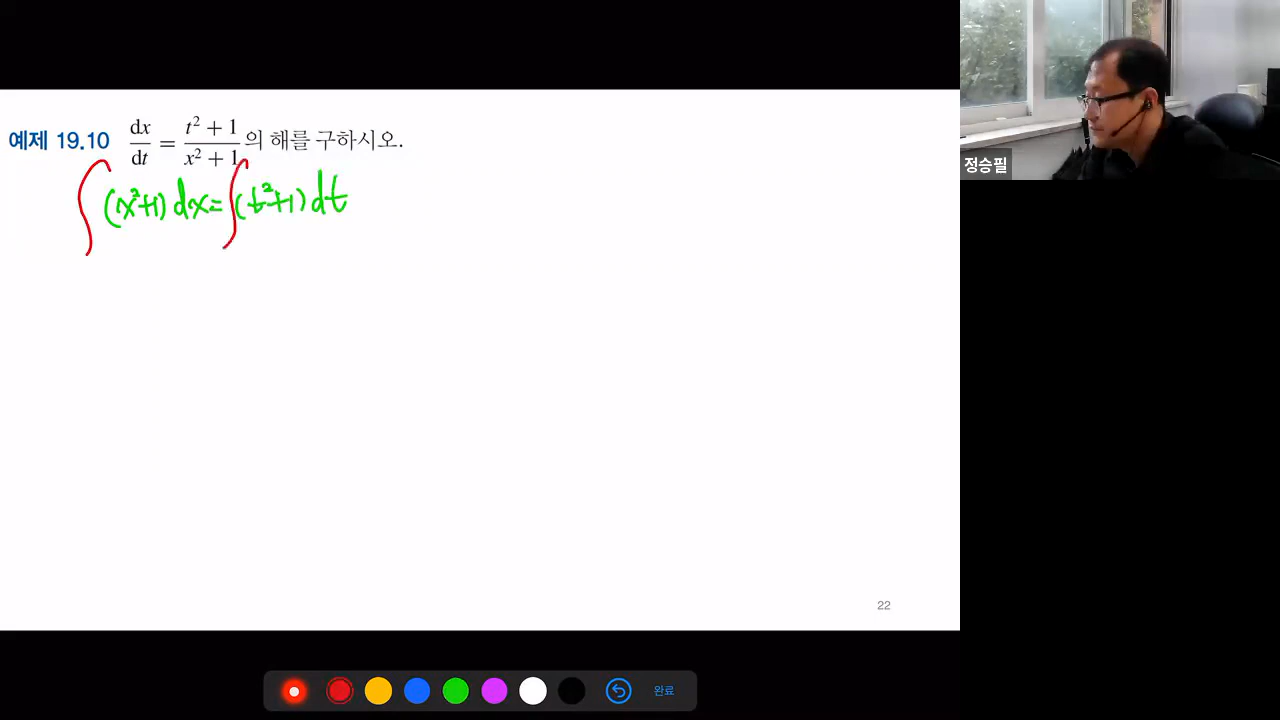 예제 19.10 dx/dt = (t² + 1)/(x² + 1) 의 해를 구하시오.
∫(x²+1) dx = ∫(t²+1) dt
정승필
22
완료